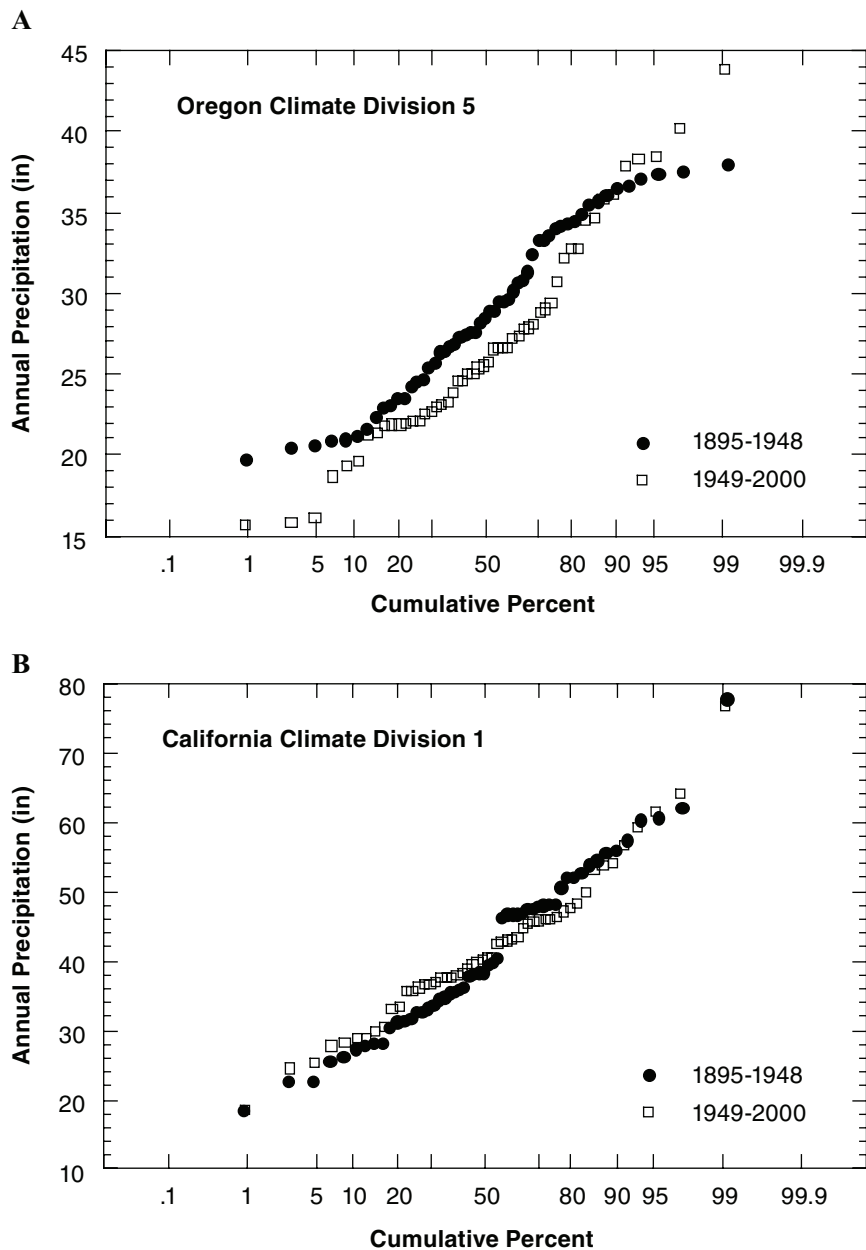 A
45
Oregon Climate Division 5
40
35
30
25
20
15
Annual Precipitation (in)
1895-1948
1949-2000
.1 1 5 10 20 50 80 90 95 99 99.9
Cumulative Percent
B
80
California Climate Division 1
70
60
50
40
30
20
10
Annual Precipitation (in)
1895-1948
1949-2000
.1 1 5 10 20 50 80 90 95 99 99.9
Cumulative Percent